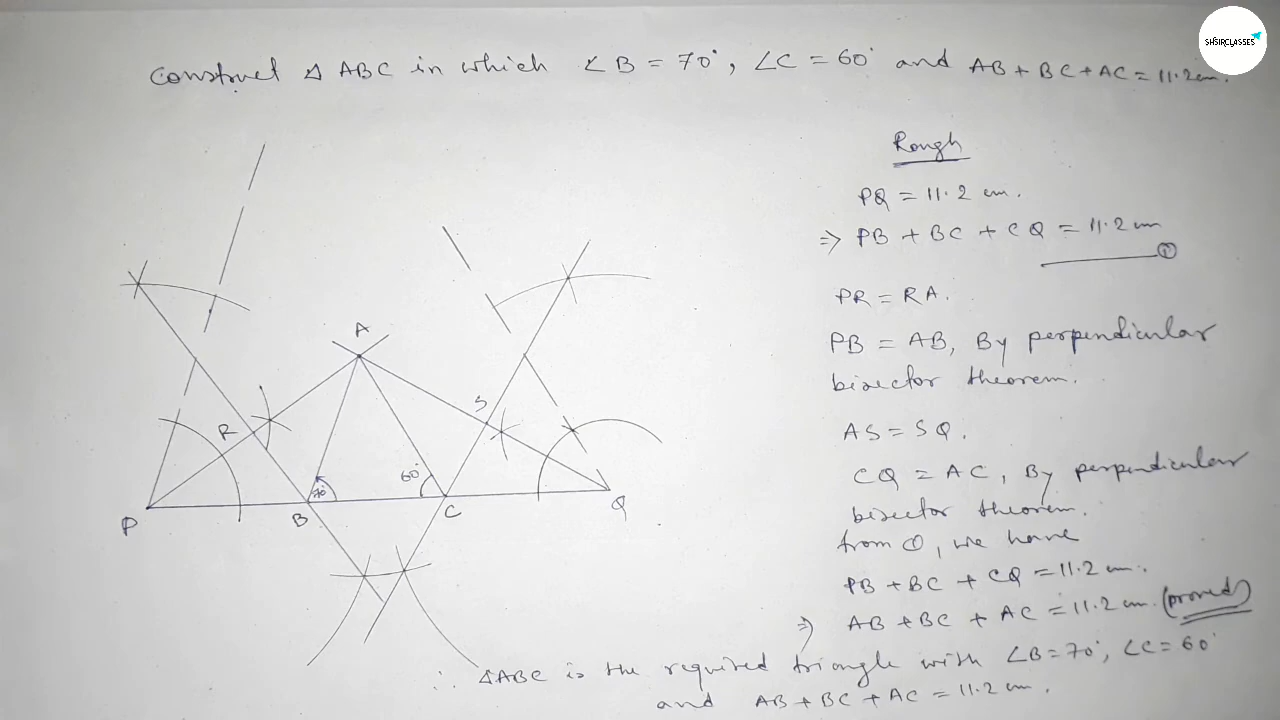 SHSIRCLASSES
Construct △ ABC in which ∠B = 70°, ∠C = 60° and AB + BC + AC = 11.2cm.
Rough
PQ = 11.2 cm.
⇒ PB + BC + CQ = 11.2 cm
①
PR = RA.
PB = AB, By perpendicular
bisector theorem.
AS = SQ.
CQ = AC, By perpendicular
bisector theorem.
from ①, we have
PB + BC + CQ = 11.2 cm.
⇒ AB + BC + AC = 11.2 cm. (proved)
∴ △ABC is the required triangle with ∠B = 70°, ∠C = 60°
and AB + BC + AC = 11.2 cm.
A
R
S
70°
60°
P
B
C
Q